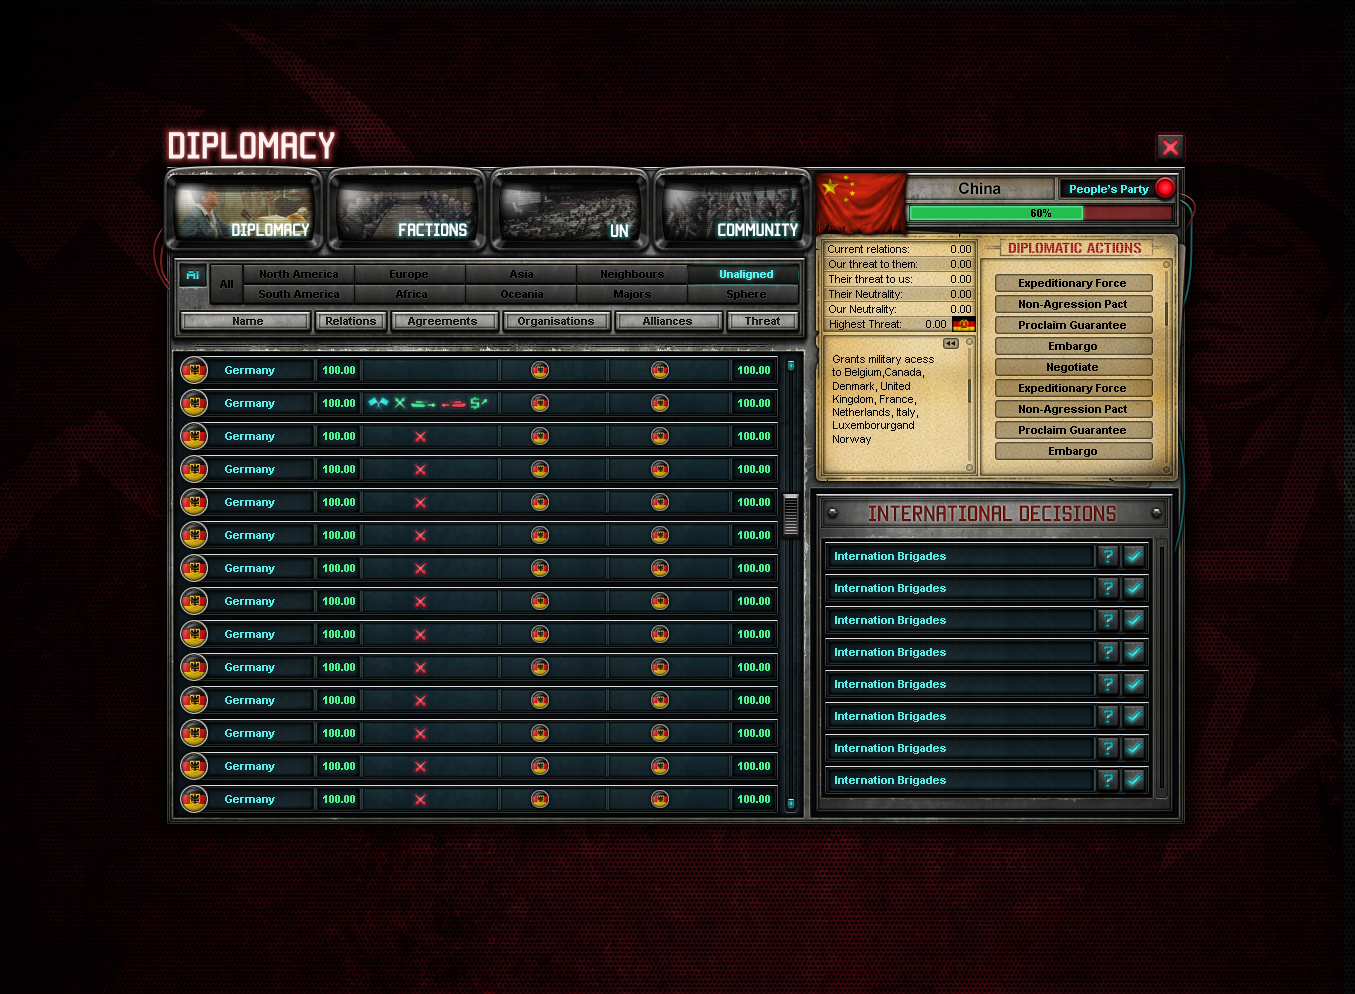 DIPLOMACY
DIPLOMACY
FACTIONS
UN
COMMUNITY
China
People's Party
60%
All
North America
Europe
Asia
Neighbours
Unaligned
South America
Africa
Oceania
Majors
Sphere
Name
Relations
Agreements
Organisations
Alliances
Threat
Germany 100.00 100.00
Germany 100.00 $ 100.00
Germany 100.00 100.00
Germany 100.00 100.00
Germany 100.00 100.00
Germany 100.00 100.00
Germany 100.00 100.00
Germany 100.00 100.00
Germany 100.00 100.00
Germany 100.00 100.00
Germany 100.00 100.00
Germany 100.00 100.00
Germany 100.00 100.00
Germany 100.00 100.00
Current relations: 0.00
Our threat to them: 0.00
Their threat to us: 0.00
Their Neutrality: 0.00
Our Neutrality: 0.00
Highest Threat: 0.00
Grants military acess
to Belgium,Canada,
Denmark, United
Kingdom, France,
Netherlands, Italy,
Luxemborurgand
Norway
DIPLOMATIC ACTIONS
Expeditionary Force
Non-Agression Pact
Proclaim Guarantee
Embargo
Negotiate
Expeditionary Force
Non-Agression Pact
Proclaim Guarantee
Embargo
INTERNATIONAL DECISIONS
Internation Brigades ?
Internation Brigades ?
Internation Brigades ?
Internation Brigades ?
Internation Brigades ?
Internation Brigades ?
Internation Brigades ?
Internation Brigades ?